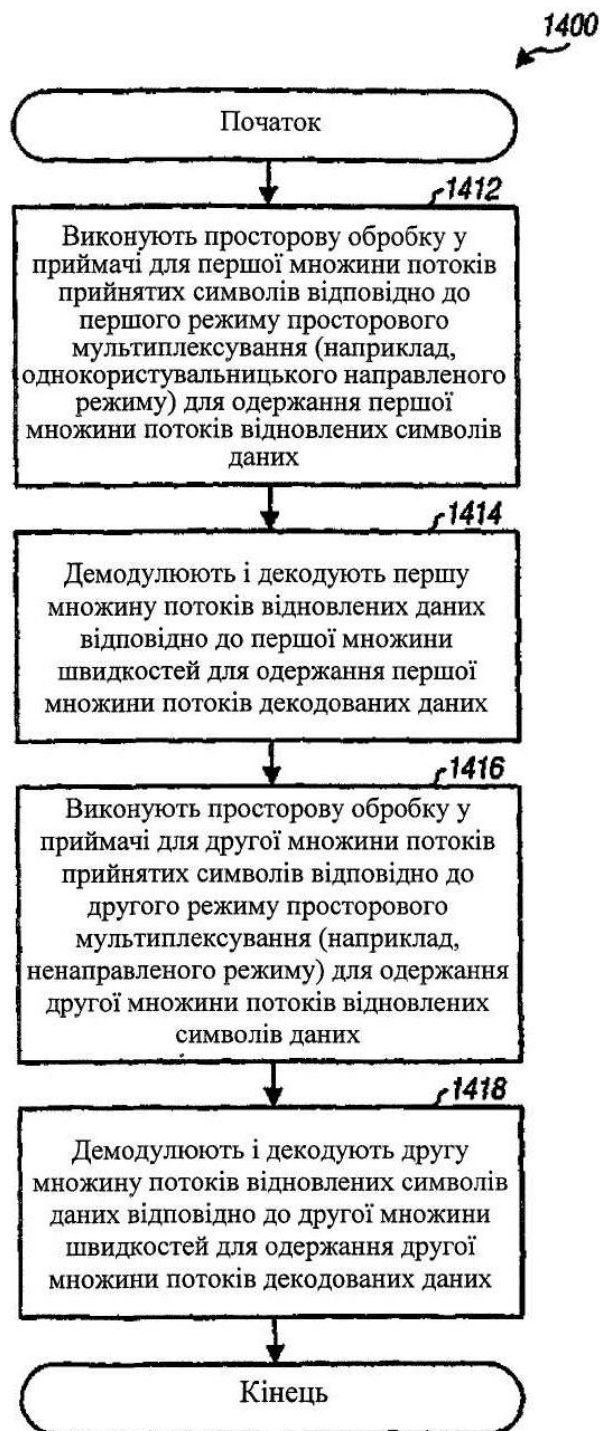 1400
Початок
1412
Виконують просторову обробку у
приймачі для першої множини потоків
прийнятих символів відповідно до
першого режиму просторового
мультиплексування (наприклад,
однокористувальницького направленого
режиму) для одержання першої
множини потоків відновлених символів
даних
1414
Демодулюють і декодують першу
множину потоків відновлених даних
відповідно до першої множини
швидкостей для одержання першої
множини потоків декодованих даних
1416
Виконують просторову обробку у
приймачі для другої множини потоків
прийнятих символів відповідно до
другого режиму просторового
мультиплексування (наприклад,
ненаправленого режиму) для одержання
другої множини потоків відновлених
символів даних
1418
Демодулюють і декодують другу
множину потоків відновлених символів
даних відповідно до другої множини
швидкостей для одержання другої
множини потоків декодованих даних
Кінець